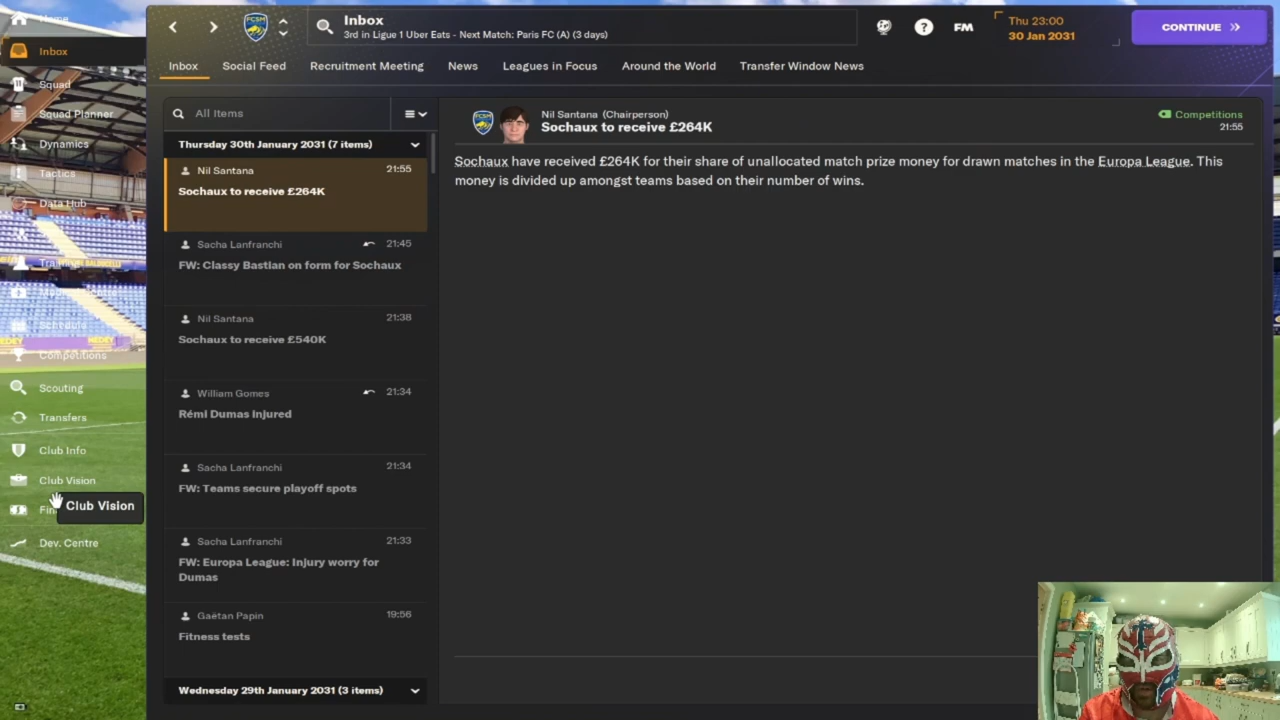 Home
Inbox
Squad
Squad Planner
Dynamics
Tactics
Data Hub
Schedule
Competitions
Scouting
Transfers
Club Info
Club Vision
Club Vision
Dev. Centre
FCSM
Inbox
3rd in Ligue 1 Uber Eats - Next Match: Paris FC (A) (3 days)
?
FM
Thu 23:00
30 Jan 2031
CONTINUE
Inbox
Social Feed
Recruitment Meeting
News
Leagues in Focus
Around the World
Transfer Window News
All Items
Thursday 30th January 2031 (7 items)
Nil Santana
21:55
Sochaux to receive £264K
Sacha Lanfranchi
21:45
FW: Classy Bastian on form for Sochaux
Nil Santana
21:38
Sochaux to receive £540K
William Gomes
21:34
Rémi Dumas injured
Sacha Lanfranchi
21:34
FW: Teams secure playoff spots
Sacha Lanfranchi
21:33
FW: Europa League: Injury worry for
Dumas
Gaëtan Papin
19:56
Fitness tests
Wednesday 29th January 2031 (3 items)
FCSM
Nil Santana (Chairperson)
Sochaux to receive £264K
Competitions
21:55
Sochaux have received £264K for their share of unallocated match prize money for drawn matches in the Europa League. This
money is divided up amongst teams based on their number of wins.